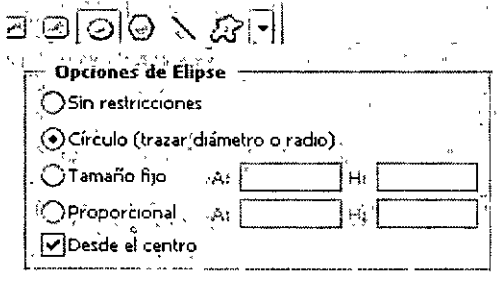 Opciones de Elipse
Sin restricciones
Círculo (trazar diámetro o radio)
Tamaño fijo A: H:
Proporcional A: H:
Desde el centro